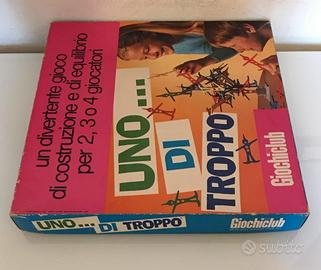 un divertente gioco
di costruzione e di equilibrio
per 2, 3 o 4 giocatori
UNO...
DI
TROPPO
Giochiclub
UNO... DI TROPPO
Giochiclub
subito